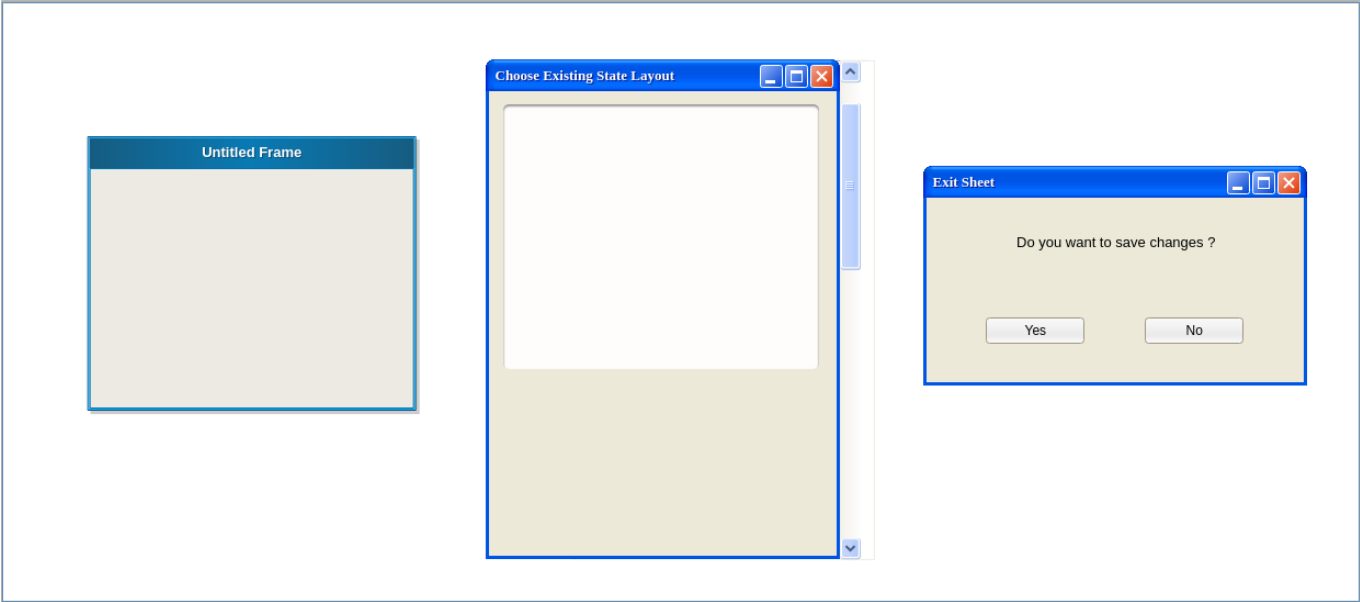 Untitled Frame
Choose Existing State Layout
Exit Sheet
Do you want to save changes ?
Yes
No